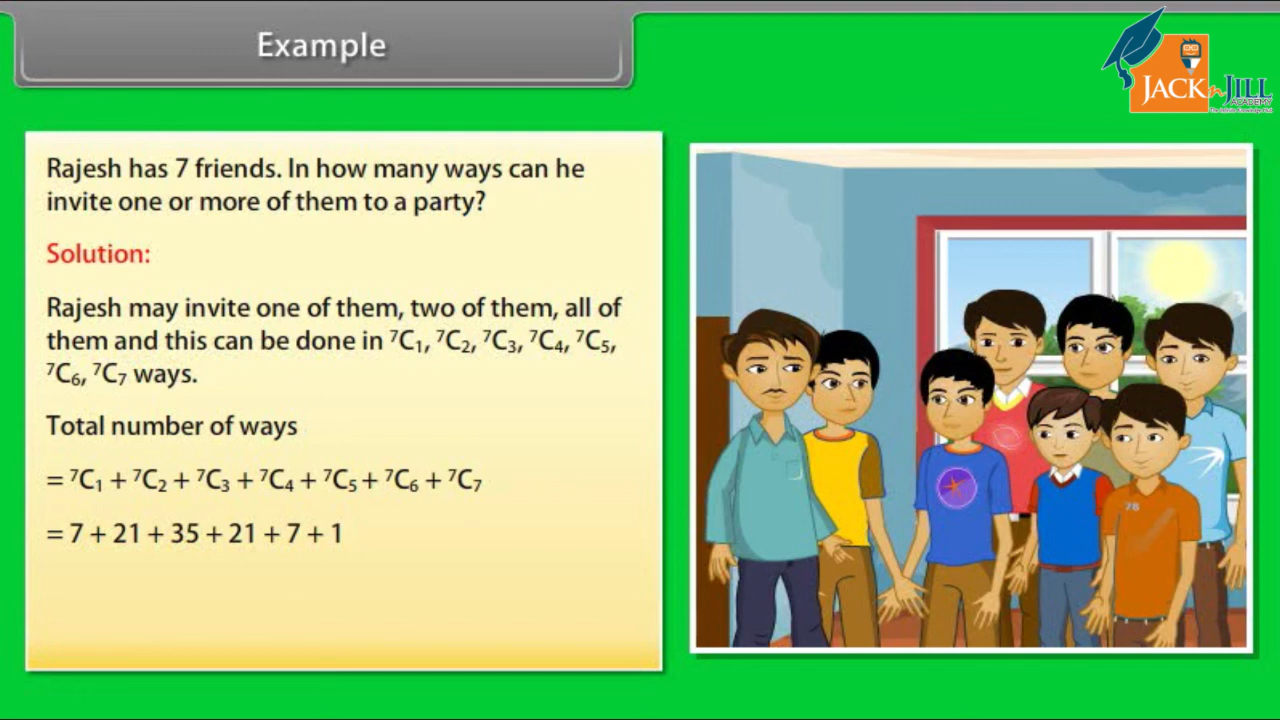 Example
JACK n JILL
ACADEMY
Rajesh has 7 friends. In how many ways can he
invite one or more of them to a party?
Solution:
Rajesh may invite one of them, two of them, all of
them and this can be done in ⁷C₁, ⁷C₂, ⁷C₃, ⁷C₄, ⁷C₅,
⁷C₆, ⁷C₇ ways.
Total number of ways
= ⁷C₁ + ⁷C₂ + ⁷C₃ + ⁷C₄ + ⁷C₅ + ⁷C₆ + ⁷C₇
= 7 + 21 + 35 + 21 + 7 + 1
78